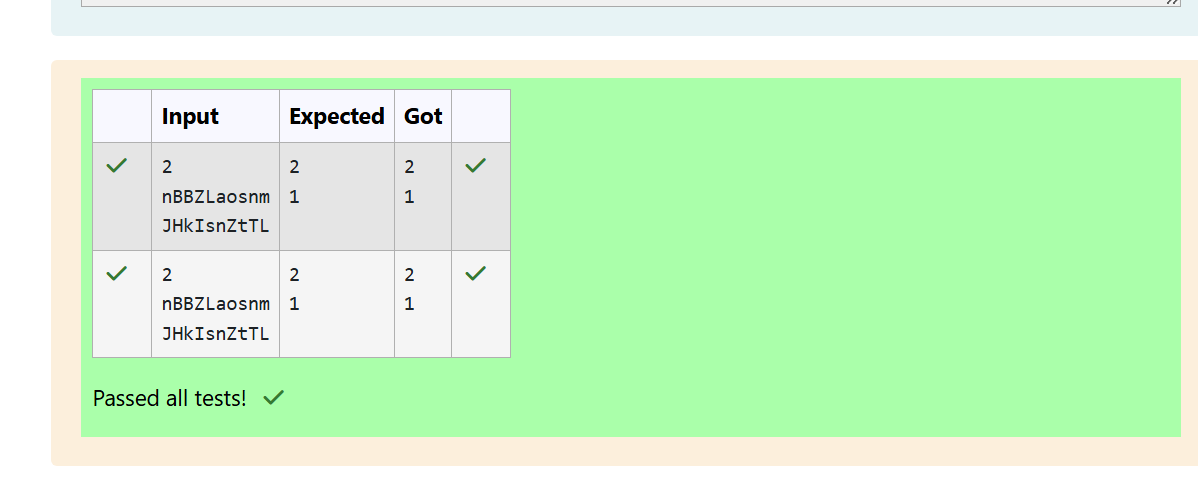 Input Expected Got
2 2 2
nBBZLaosnm 1 1
JHkIsnZtTL
2 2 2
nBBZLaosnm 1 1
JHkIsnZtTL
Passed all tests!